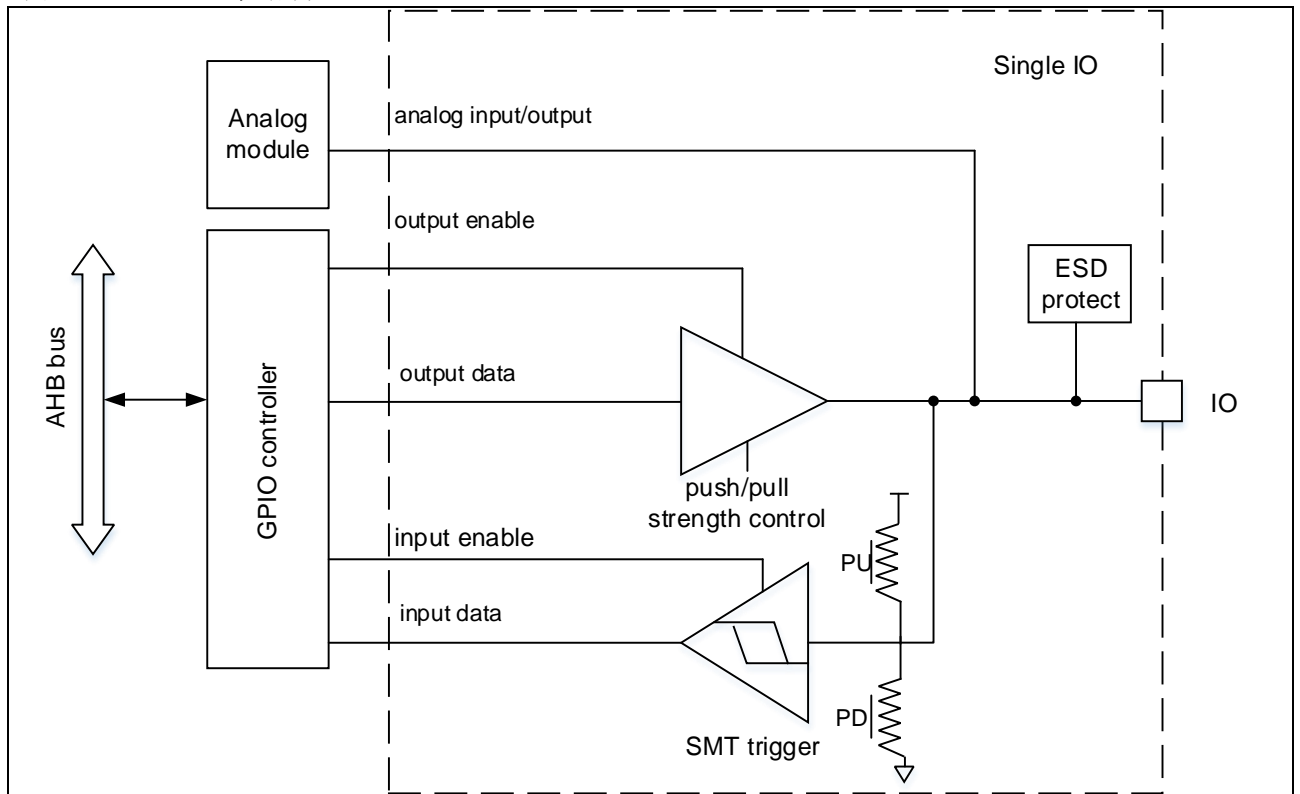 Single IO
Analog
module
analog input/output
output enable
ESD
protect
AHB bus
GPIO controller
output data
IO
push/pull
strength control
input enable
PU
input data
PD
SMT trigger